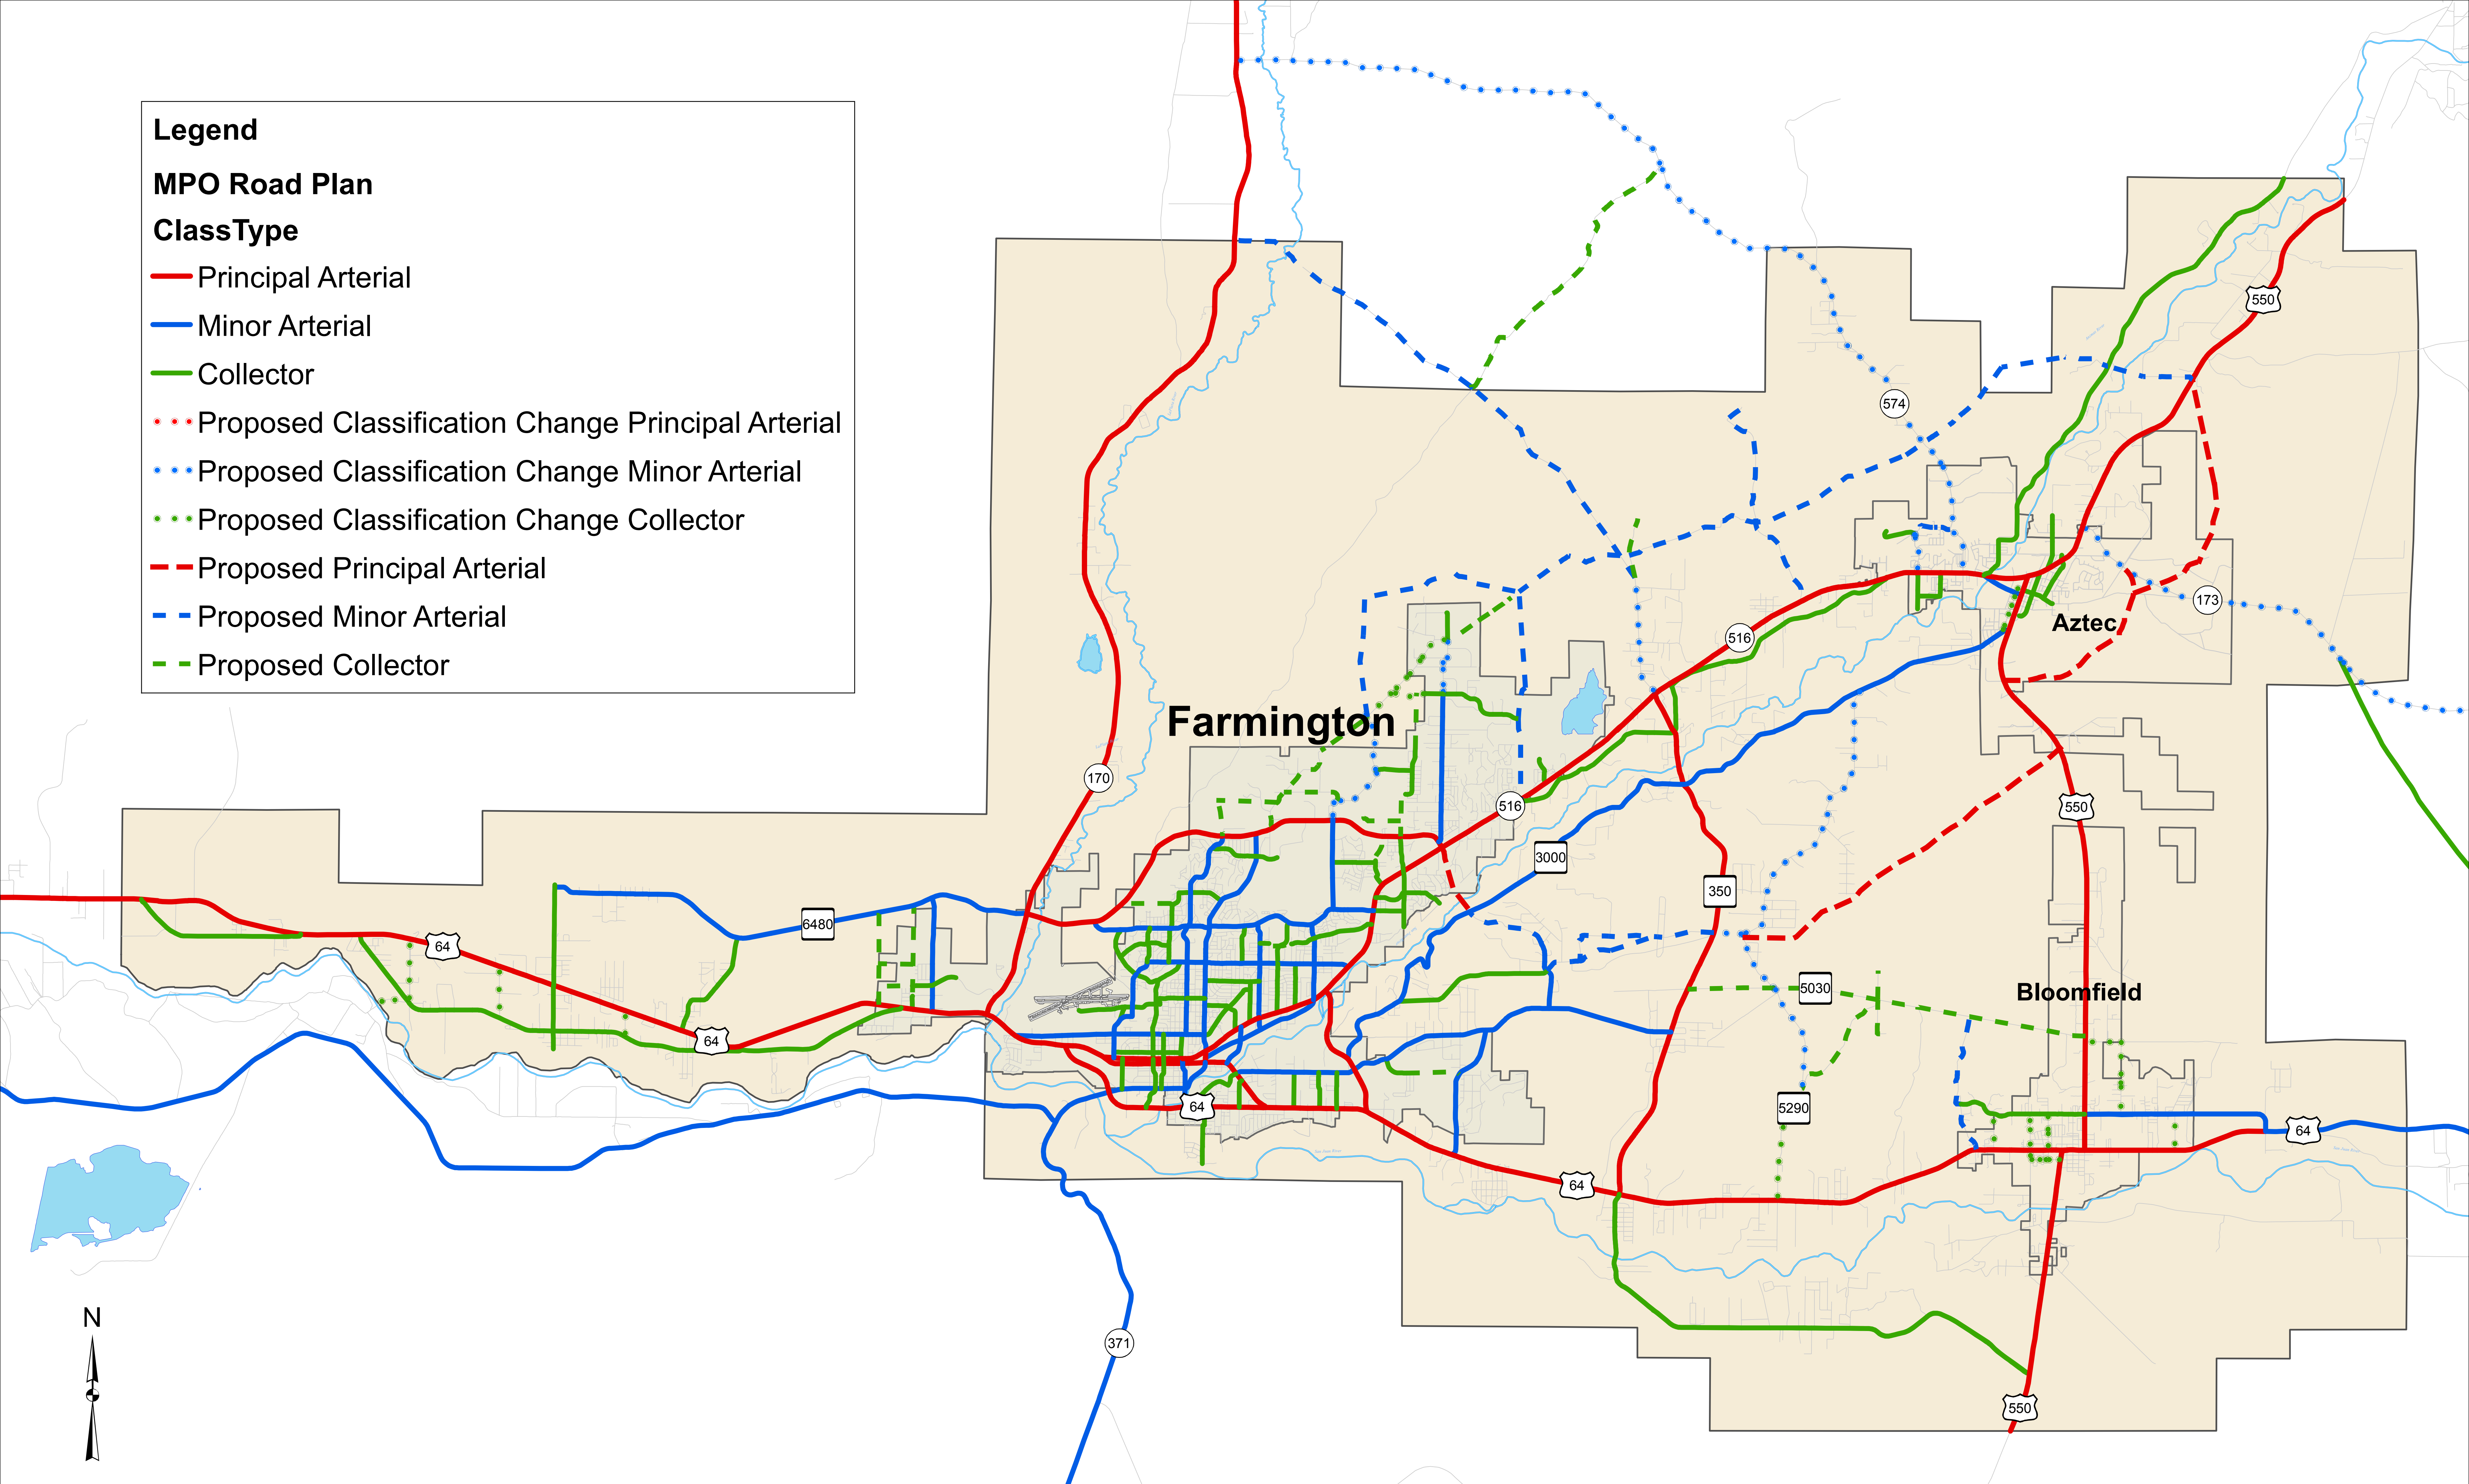 Legend
MPO Road Plan
ClassType
Principal Arterial
Minor Arterial
Collector
Proposed Classification Change Principal Arterial
Proposed Classification Change Minor Arterial
Proposed Classification Change Collector
Proposed Principal Arterial
Proposed Minor Arterial
Proposed Collector
550
574
173
Aztec
516
Farmington
170
516
550
3000
350
6480
64
5030
Bloomfield
64
5290
64
64
64
371
550
N